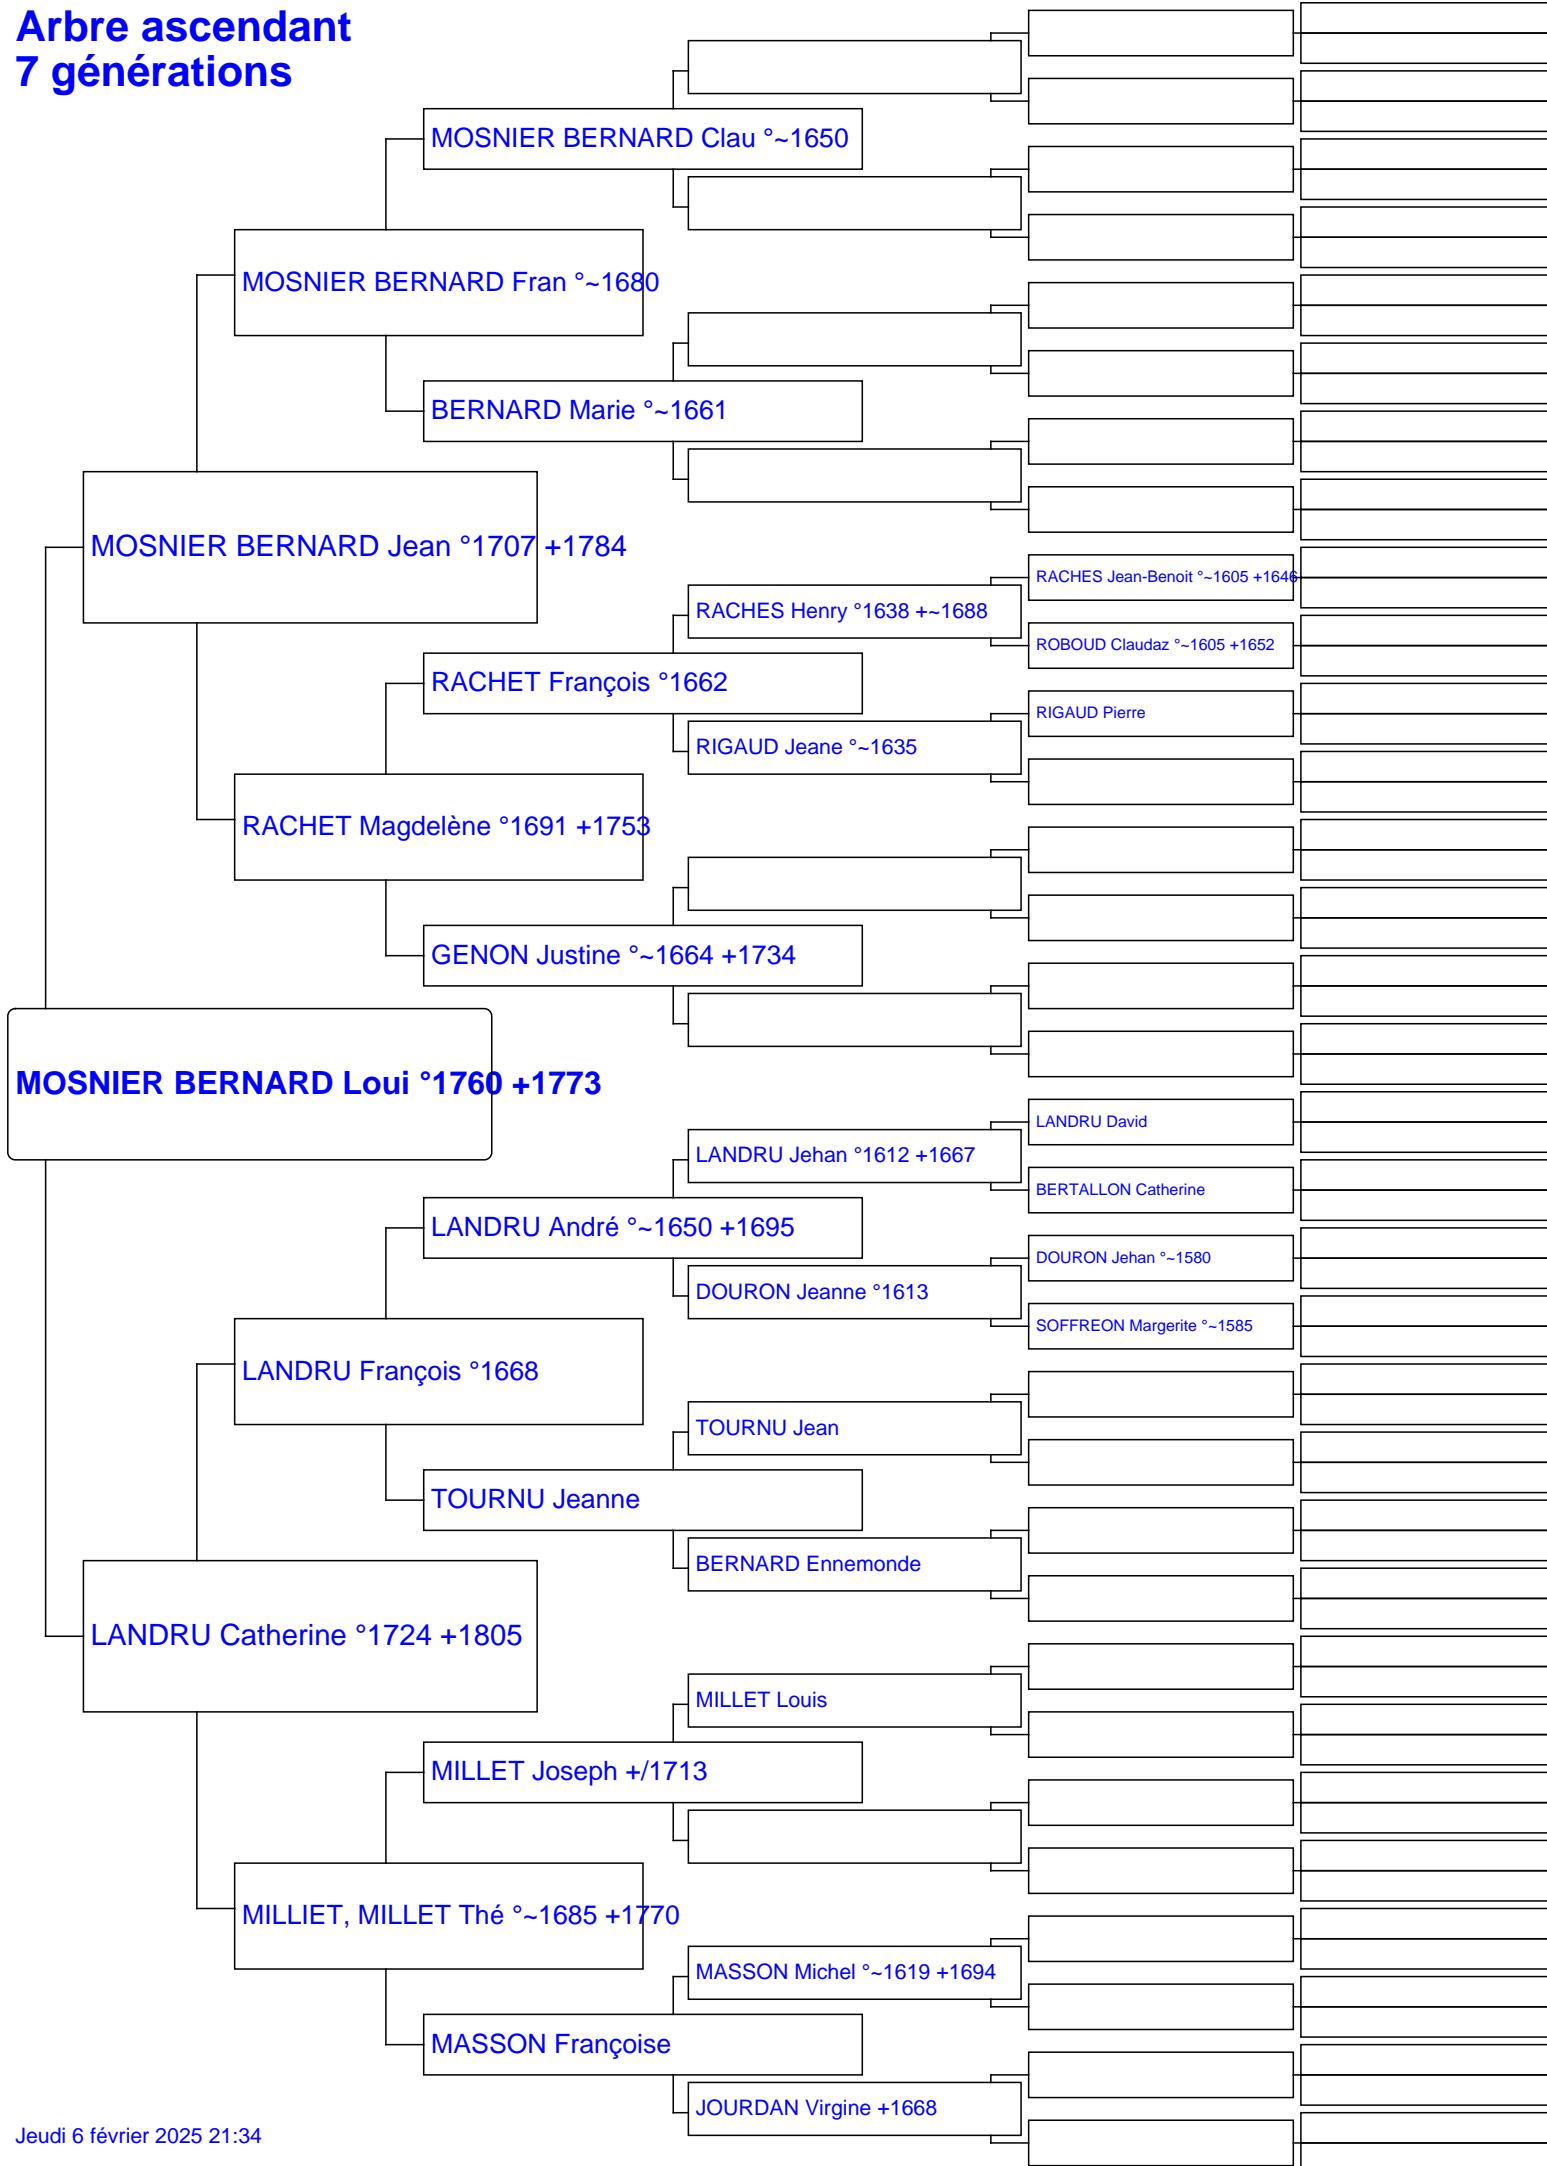 Arbre ascendant
7 générations
MOSNIER BERNARD Clau °~1650
MOSNIER BERNARD Fran °~1680
BERNARD Marie °~1661
MOSNIER BERNARD Jean °1707 +1784
RACHES Jean-Benoit °~1605 +1646
RACHES Henry °1638 +~1688
ROBOUD Claudaz °~1605 +1652
RACHET François °1662
RIGAUD Pierre
RIGAUD Jeane °~1635
RACHET Magdelène °1691 +1753
GENON Justine °~1664 +1734
MOSNIER BERNARD Loui °1760 +1773
LANDRU David
LANDRU Jehan °1612 +1667
BERTALLON Catherine
LANDRU André °~1650 +1695
DOURON Jehan °~1580
DOURON Jeanne °1613
SOFFREON Margerite °~1585
LANDRU François °1668
TOURNU Jean
TOURNU Jeanne
BERNARD Ennemonde
LANDRU Catherine °1724 +1805
MILLET Louis
MILLET Joseph +/1713
MILLIET, MILLET Thé °~1685 +1770
MASSON Michel °~1619 +1694
MASSON Françoise
JOURDAN Virgine +1668
Jeudi 6 février 2025 21:34